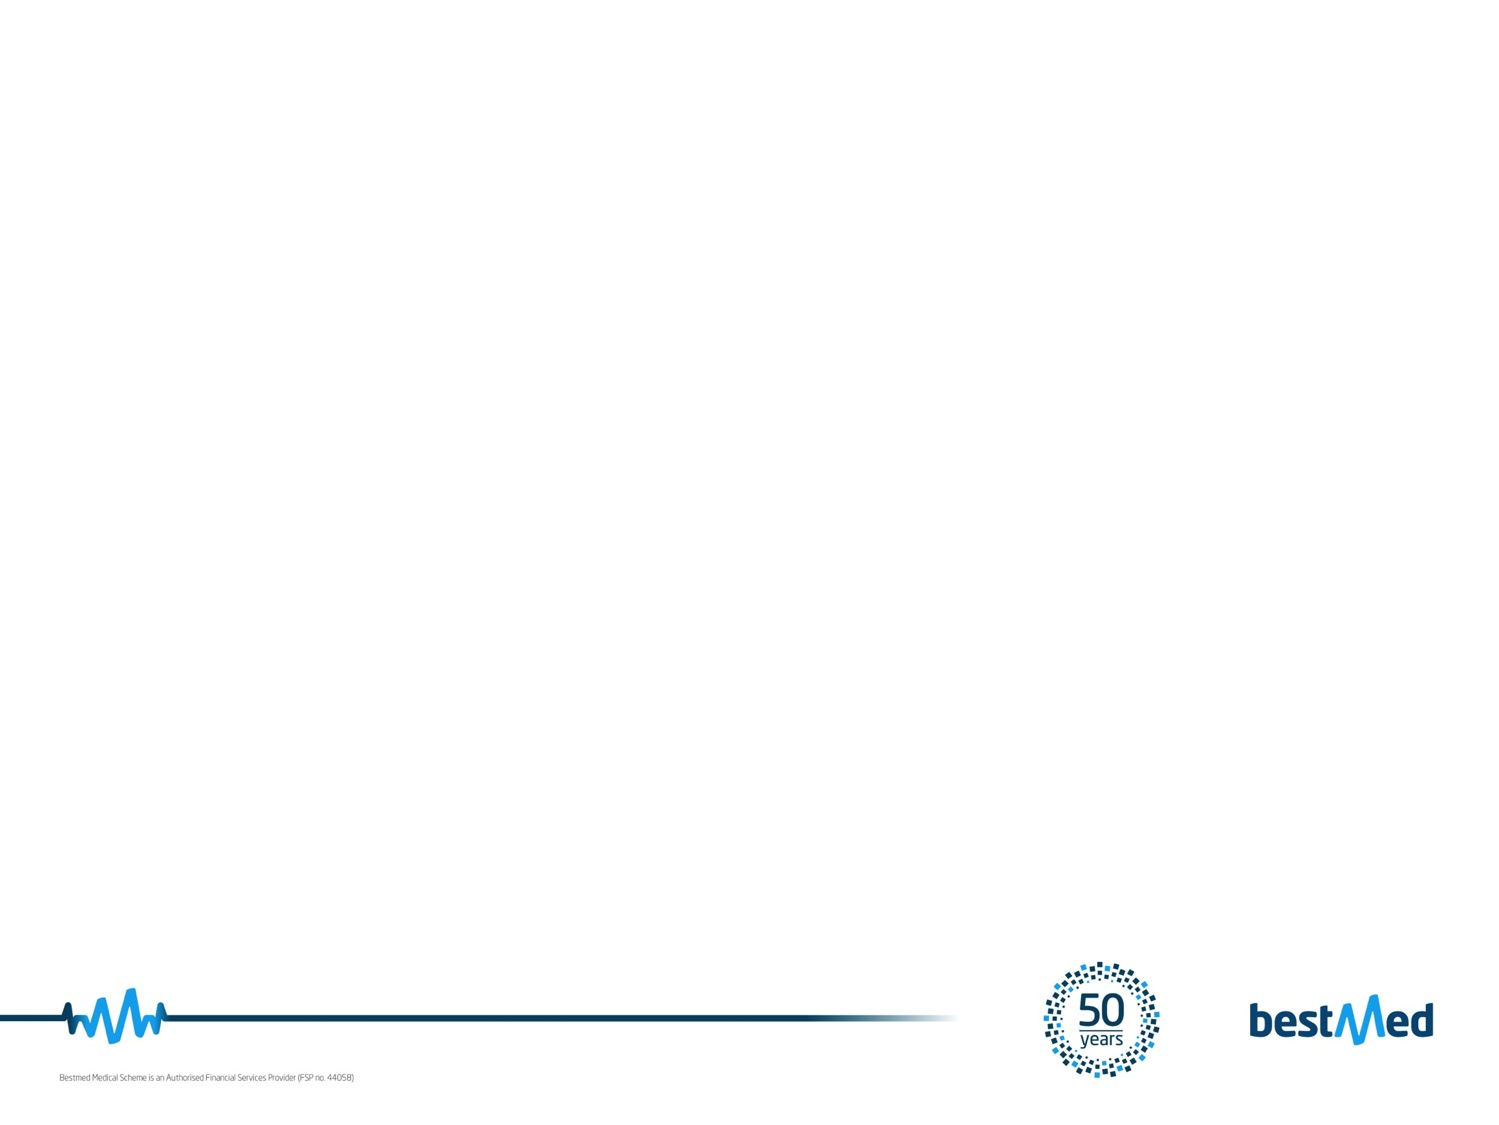 50
years
bestMed
Bestmed Medical Scheme is an Authorised Financial Services Provider (FSP no. 44058)